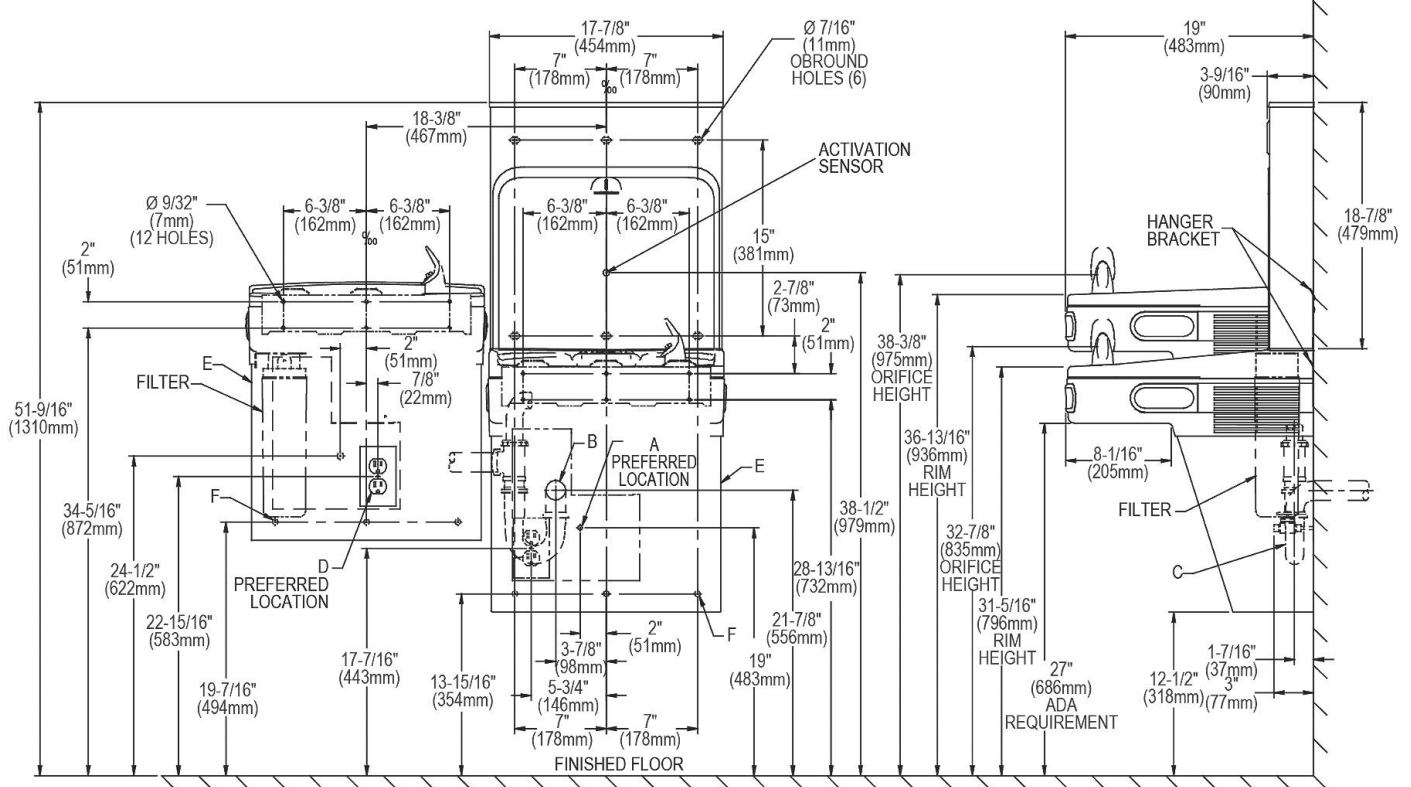 17-7/8"
(454mm)
7"
(178mm)
7"
(178mm)
Ø 7/16"
(11mm)
OBROUND
HOLES (6)
19"
(483mm)
3-9/16"
(90mm)
18-3/8"
(467mm)
ACTIVATION
SENSOR
Ø 9/32"
(7mm)
(12 HOLES)
6-3/8"
(162mm)
6-3/8"
(162mm)
6-3/8"
(162mm)
6-3/8"
(162mm)
15"
(381mm)
HANGER
BRACKET
18-7/8"
(479mm)
2"
(51mm)
2-7/8"
(73mm)
2"
(51mm)
2"
(51mm)
7/8"
(22mm)
E
FILTER
38-3/8"
(975mm)
ORIFICE
HEIGHT
51-9/16"
(1310mm)
36-13/16"
(936mm)
RIM
HEIGHT
B
A
PREFERRED
LOCATION
E
8-1/16"
(205mm)
F
FILTER
34-5/16"
(872mm)
38-1/2"
(979mm)
32-7/8"
(835mm)
ORIFICE
HEIGHT
24-1/2"
(622mm)
D
PREFERRED
LOCATION
28-13/16"
(732mm)
C
31-5/16"
(796mm)
RIM
HEIGHT
22-15/16"
(583mm)
21-7/8"
(556mm)
F
2"
(51mm)
3-7/8"
(98mm)
17-7/16"
(443mm)
19"
(483mm)
1-7/16"
(37mm)
27"
(686mm)
ADA
REQUIREMENT
12-1/2"
(318mm)
3"
(77mm)
19-7/16"
(494mm)
13-15/16"
(354mm)
5-3/4"
(146mm)
7"
(178mm)
7"
(178mm)
FINISHED FLOOR